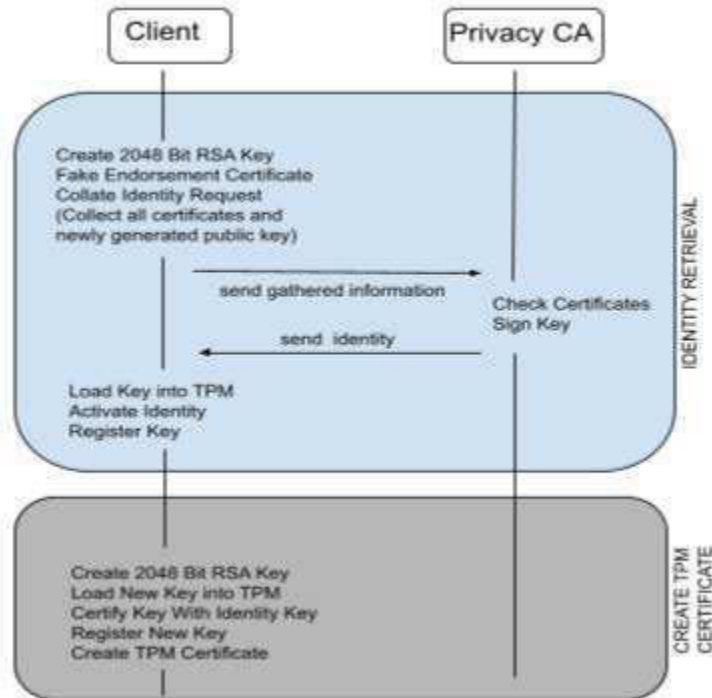 Client
Privacy CA
Create 2048 Bit RSA Key
Fake Endorsement Certificate
Collate Identity Request
(Collect all certificates and
newly generated public key)
send gathered information
Check Certificates
Sign Key
send identity
Load Key into TPM
Activate Identity
Register Key
IDENTITY RETRIEVAL
Create 2048 Bit RSA Key
Load New Key into TPM
Certify Key With Identity Key
Register New Key
Create TPM Certificate
CREATE TPM
CERTIFICATE